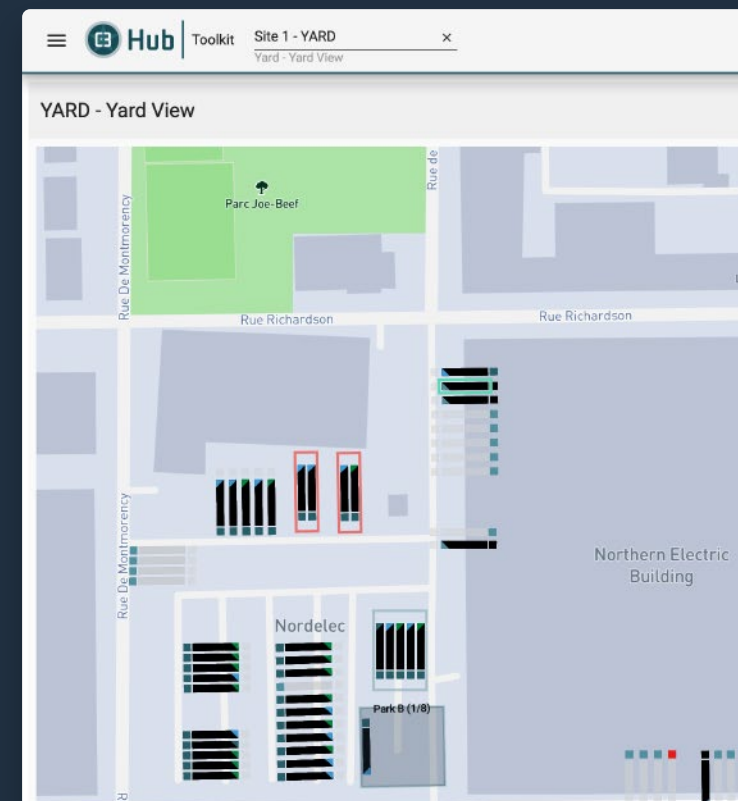 Hub
Toolkit
Site 1 - YARD
Yard - Yard View
YARD - Yard View
Rue De Montmorency
Parc Joe-Beef
Rue de
Rue Richardson
Rue Richardson
Rue De Montmorency
Northern Electric
Building
Nordelec
Park B (1/8)
R